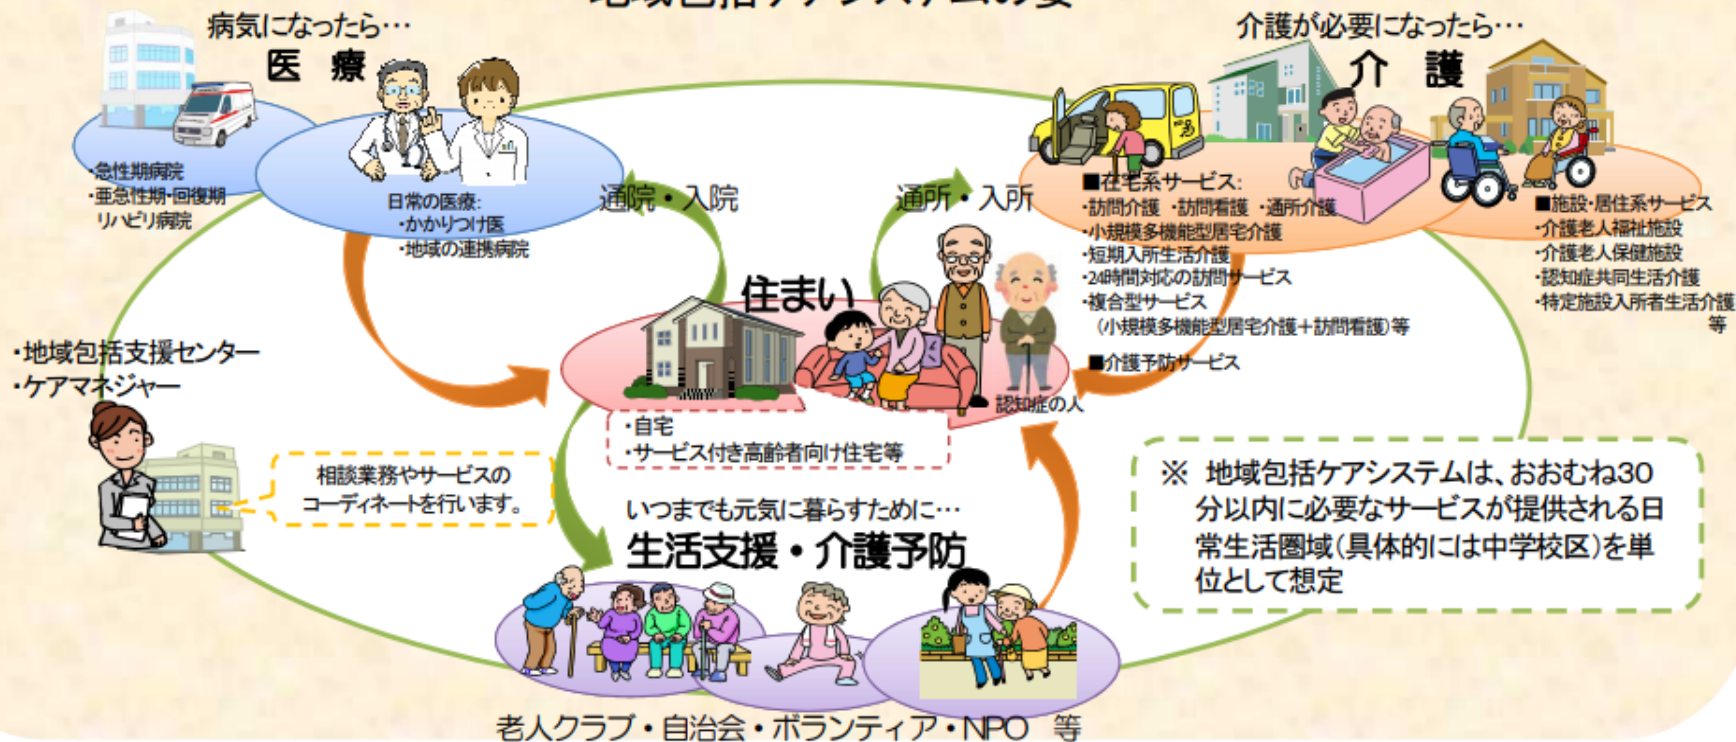 地域包括ケアシステムの姿
病気になったら…
医 療
・急性期病院
・亜急性期・回復期
リハビリ病院
日常の医療:
・かかりつけ医
・地域の連携病院
通院・入院
通所・入所
介護が必要になったら…
介 護
■在宅系サービス:
・訪問介護 ・訪問看護 ・通所介護
・小規模多機能型居宅介護
・短期入所生活介護
・24時間対応の訪問サービス
・複合型サービス
(小規模多機能型居宅介護+訪問看護)等
■介護予防サービス
■施設・居住系サービス
・介護老人福祉施設
・介護老人保健施設
・認知症共同生活介護
・特定施設入所者生活介護
等
住まい
認知症の人
・自宅
・サービス付き高齢者向け住宅等
・地域包括支援センター
・ケアマネジャー
相談業務やサービスの
コーディネートを行います。
いつまでも元気に暮らすために…
生活支援・介護予防
老人クラブ・自治会・ボランティア・NPO 等
※ 地域包括ケアシステムは、おおむね30
分以内に必要なサービスが提供される日
常生活圏域(具体的には中学校区)を単
位として想定